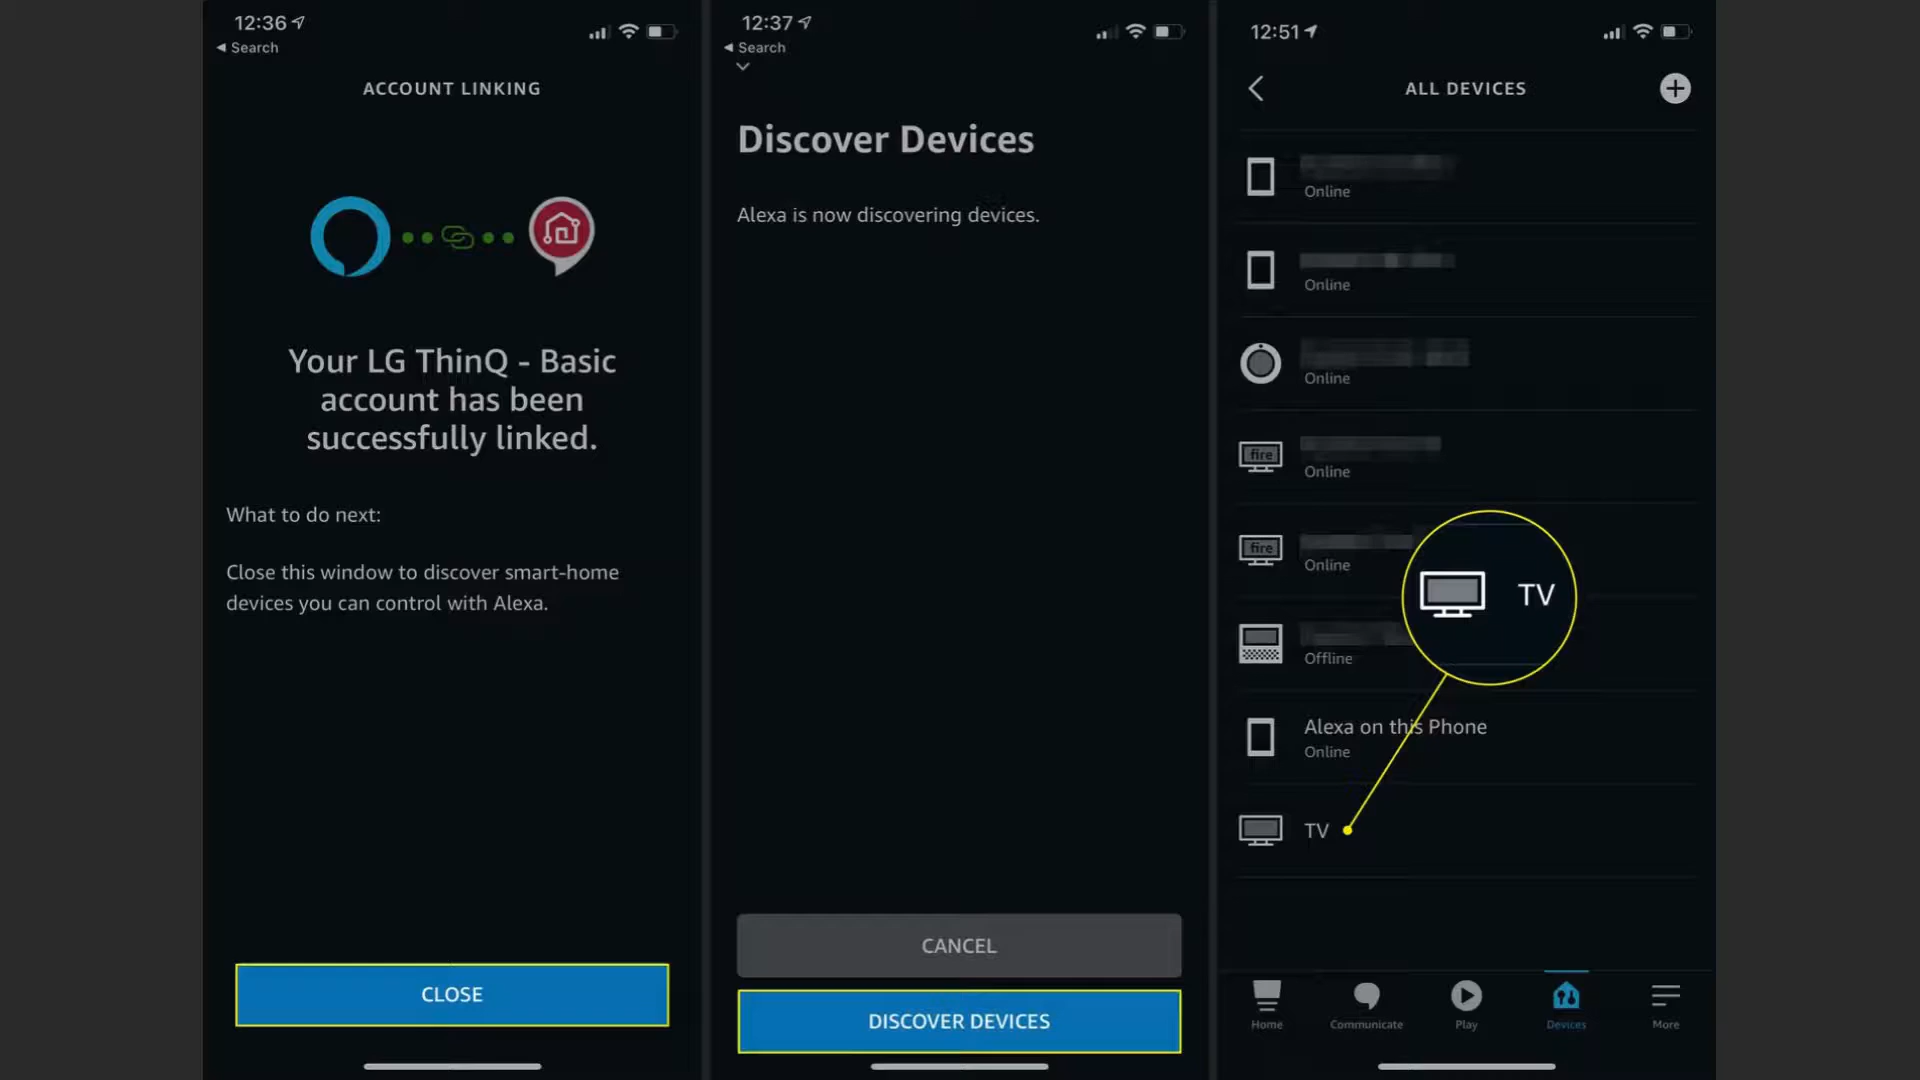 12:36
◀ Search
ACCOUNT LINKING
Your LG ThinQ - Basic
account has been
successfully linked.
What to do next:
Close this window to discover smart-home
devices you can control with Alexa.
CLOSE
12:37
◀ Search
Discover Devices
Alexa is now discovering devices.
CANCEL
DISCOVER DEVICES
12:51
ALL DEVICES
Online
Online
Online
fire
Online
fire
Online
TV
Offline
Alexa on this Phone
Online
TV
Home
Communicate
Play
Devices
More